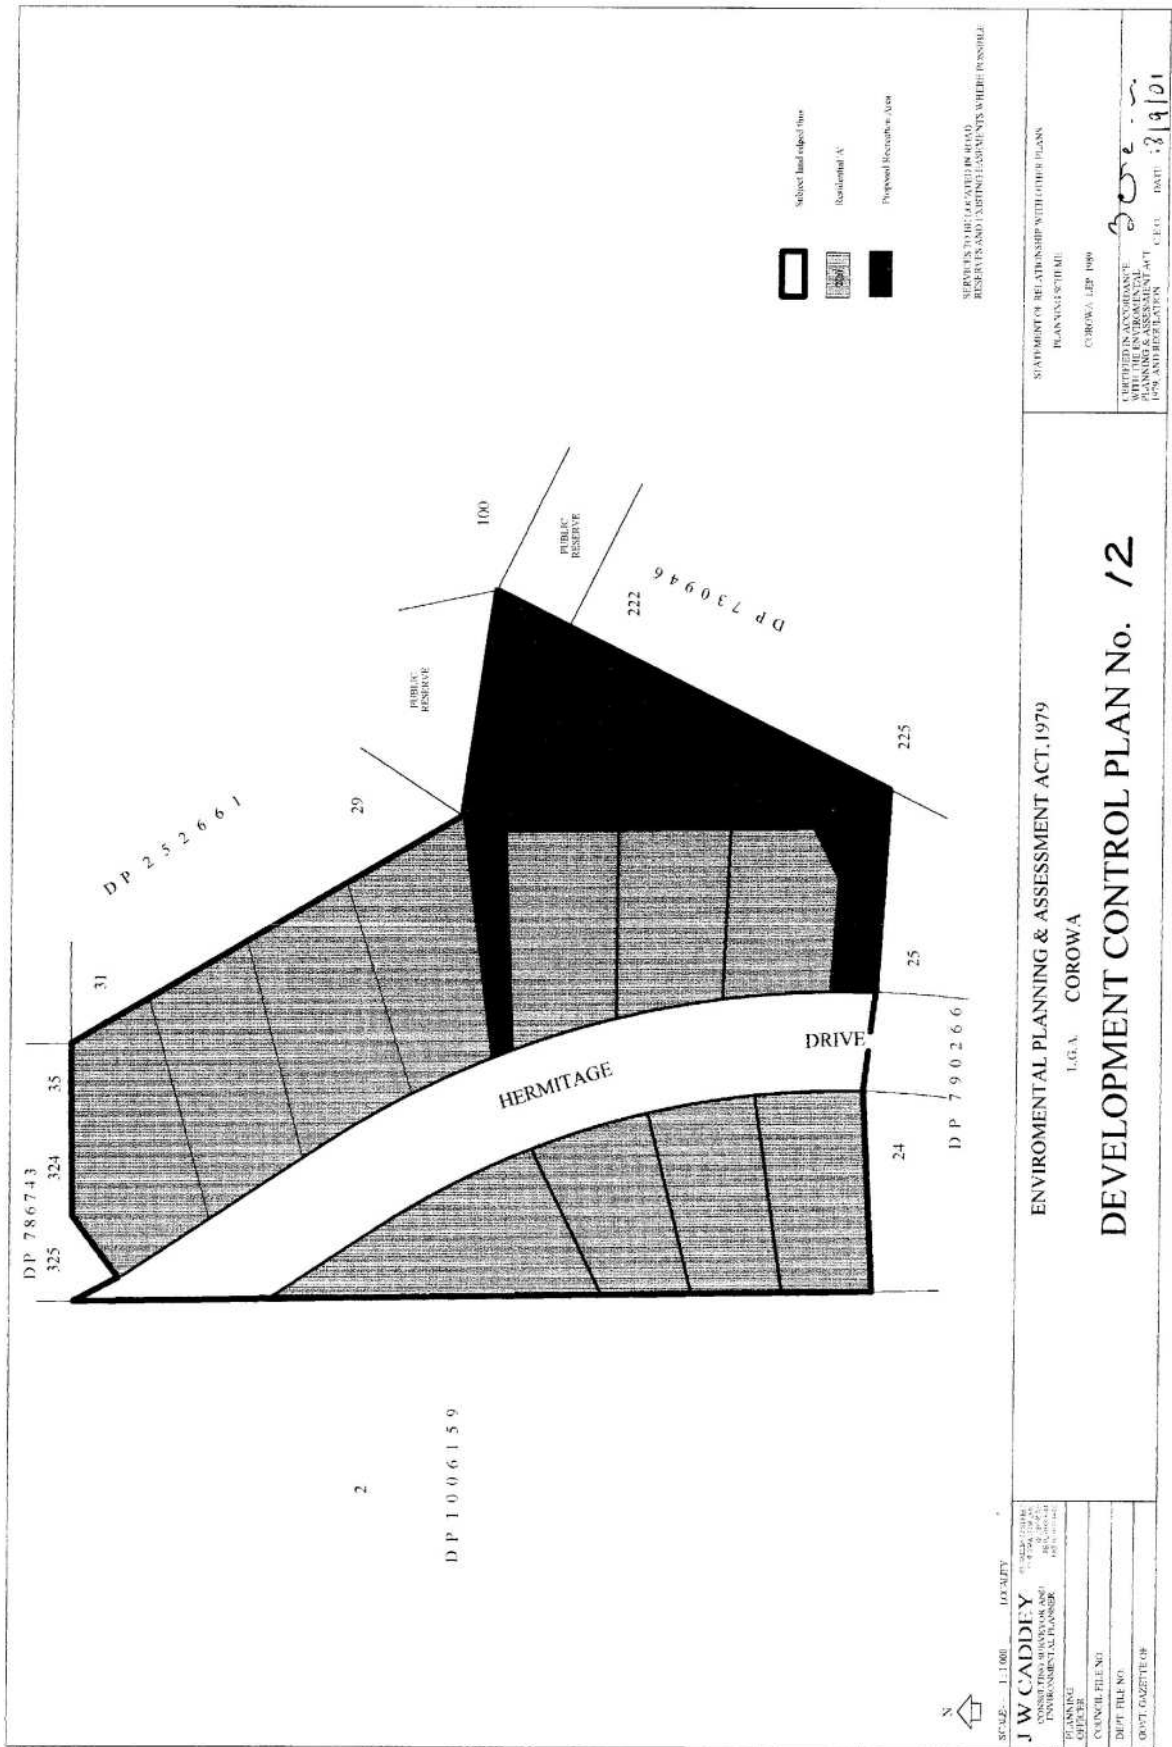 DP 786743
325
324
35
31
DP 252661
29
PUBLIC
RESERVE
100
PUBLIC
RESERVE
222
DP 730946
225
25
HERMITAGE
DRIVE
DP 790266
24
2
DP 1006159
Subject land edged thus
Residential 'A'
Proposed Recreation Area
SERVICES TO BE LOCATED IN ROAD
RESERVES AND EXISTING EASEMENTS WHERE POSSIBLE
N
SCALE:- 1:1000
LOCALITY
J W CADDEY
CONSULTING SURVEYOR AND
ENVIRONMENTAL PLANNER
PLANNING
OFFICER
COUNCIL FILE NO.
DEPT. FILE NO.
GOVT. GAZETTE OF
ENVIROMENTAL PLANNING & ASSESSMENT ACT,1979
L.G.A. COROWA
DEVELOPMENT CONTROL PLAN No. 12
STATEMENT OF RELATIONSHIP WITH OTHER PLANS
PLANNING SCHEME
COROWA LEP 1989
CERTIFIED IN ACCORDANCE
WITH THE ENVIROMENTAL
PLANNING & ASSESSMENT ACT
1979, AND REGULATION
C.E.O.
DATE